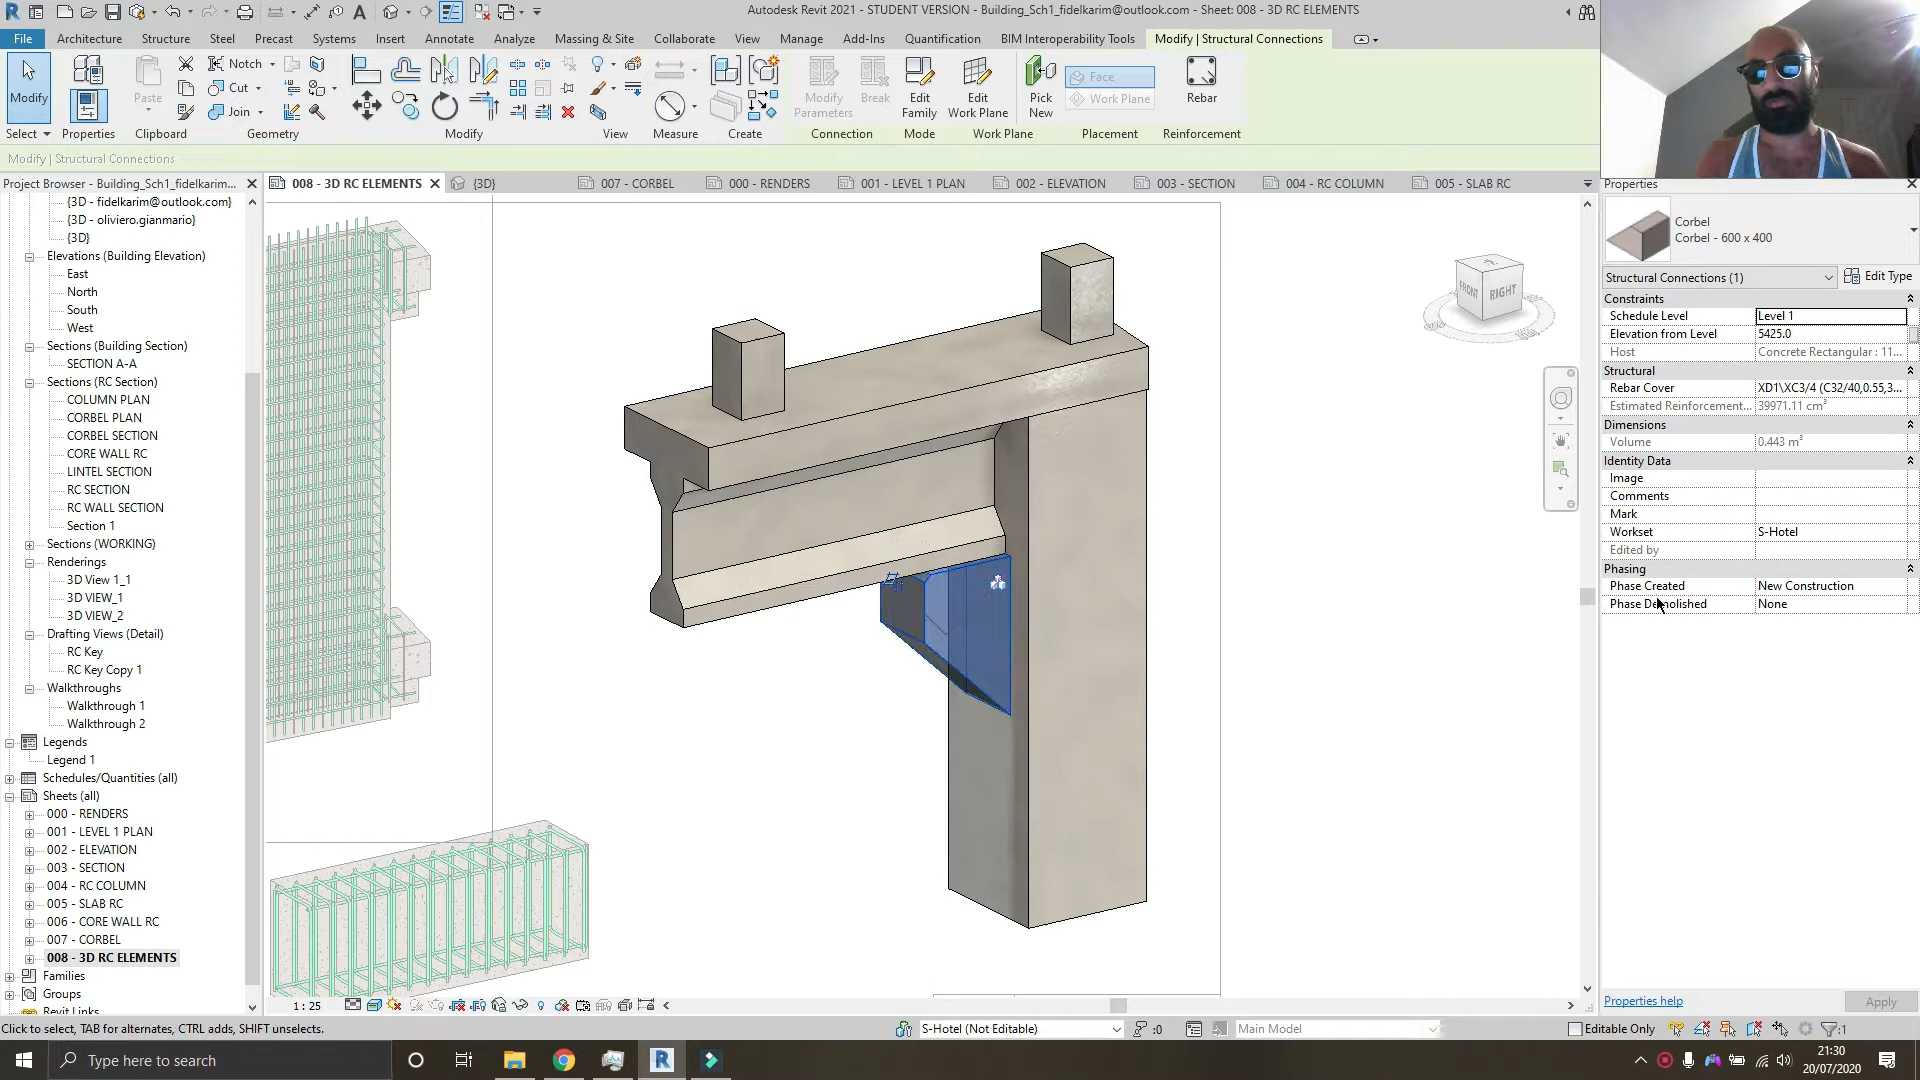 Autodesk Revit 2021 - STUDENT VERSION - Building_Sch1_fidelkarim@outlook.com - Sheet: 008 - 3D RC ELEMENTS
File Architecture Structure Steel Precast Systems Insert Annotate Analyze Massing & Site Collaborate View Manage Add-Ins Quantification BIM Interoperability Tools Modify | Structural Connections
Modify
Paste
Notch
Cut
Join
Modify Parameters
Break
Edit Family
Edit Work Plane
Pick New
Face
Work Plane
Rebar
Select Properties Clipboard Geometry Modify View Measure Create Connection Mode Work Plane Placement Reinforcement
Modify | Structural Connections
Project Browser - Building_Sch1_fidelkarim...
{3D - fidelkarim@outlook.com}
{3D - oliviero.gianmario}
{3D}
Elevations (Building Elevation)
East
North
South
West
Sections (Building Section)
SECTION A-A
Sections (RC Section)
COLUMN PLAN
CORBEL PLAN
CORBEL SECTION
CORE WALL RC
LINTEL SECTION
RC SECTION
RC WALL SECTION
Section 1
Sections (WORKING)
Renderings
3D View 1_1
3D VIEW_1
3D VIEW_2
Drafting Views (Detail)
RC Key
RC Key Copy 1
Walkthroughs
Walkthrough 1
Walkthrough 2
Legends
Legend 1
Schedules/Quantities (all)
Sheets (all)
000 - RENDERS
001 - LEVEL 1 PLAN
002 - ELEVATION
003 - SECTION
004 - RC COLUMN
005 - SLAB RC
006 - CORE WALL RC
007 - CORBEL
008 - 3D RC ELEMENTS
Families
Groups
Revit Links
008 - 3D RC ELEMENTS {3D} 007 - CORBEL 000 - RENDERS 001 - LEVEL 1 PLAN 002 - ELEVATION 003 - SECTION 004 - RC COLUMN 005 - SLAB RC
FRONT RIGHT
1 : 25
Properties
Corbel
Corbel - 600 x 400
Structural Connections (1) Edit Type
Constraints
Schedule Level Level 1
Elevation from Level 5425.0
Host Concrete Rectangular : 11...
Structural
Rebar Cover XD1\XC3/4 (C32/40,0.55,3...
Estimated Reinforcement... 39971.11 cm³
Dimensions
Volume 0.443 m³
Identity Data
Image
Comments
Mark
Workset S-Hotel
Edited by
Phasing
Phase Created New Construction
Phase Demolished None
Properties help Apply
Click to select, TAB for alternates, CTRL adds, SHIFT unselects. S-Hotel (Not Editable) :0 Main Model Editable Only :1
Type here to search
21:30
20/07/2020